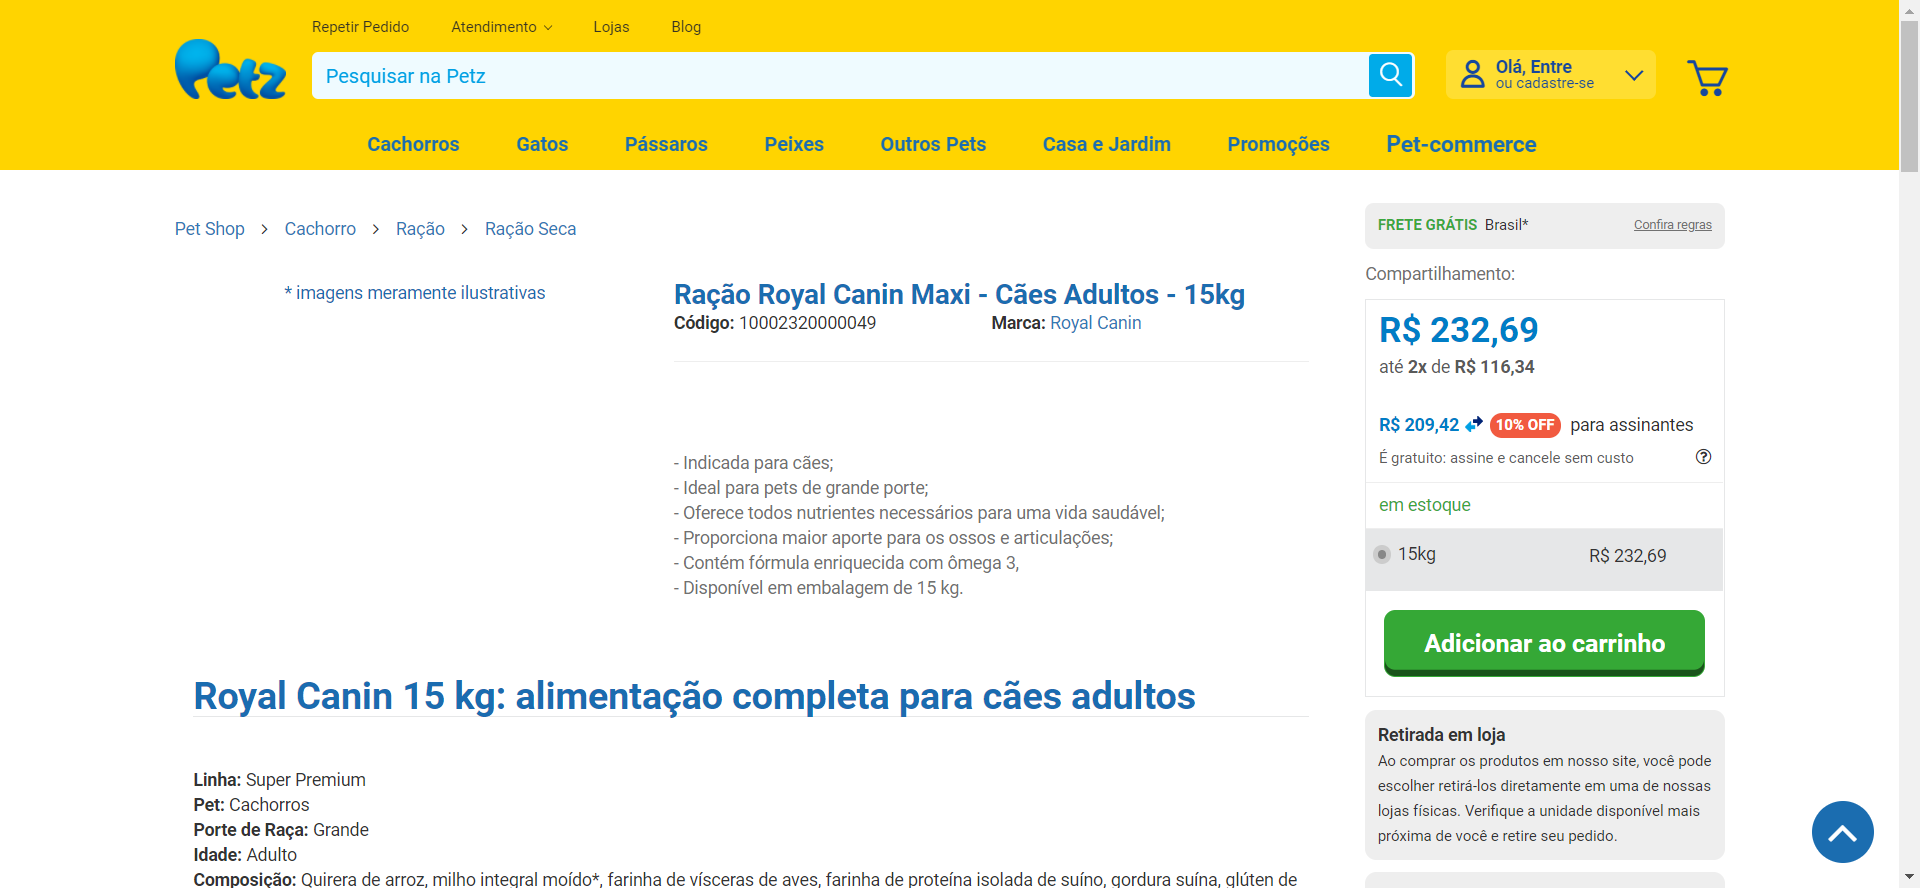 Repetir Pedido Atendimento Lojas Blog
Petz
Pesquisar na Petz
Olá, Entre
ou cadastre-se
Cachorros Gatos Pássaros Peixes Outros Pets Casa e Jardim Promoções Pet-commerce
Pet Shop > Cachorro > Ração > Ração Seca
* imagens meramente ilustrativas
Ração Royal Canin Maxi - Cães Adultos - 15kg
Código: 10002320000049 Marca: Royal Canin
- Indicada para cães;
- Ideal para pets de grande porte;
- Oferece todos nutrientes necessários para uma vida saudável;
- Proporciona maior aporte para os ossos e articulações;
- Contém fórmula enriquecida com ômega 3,
- Disponível em embalagem de 15 kg.
FRETE GRÁTIS Brasil* Confira regras
Compartilhamento:
R$ 232,69
até 2x de R$ 116,34
R$ 209,42 10% OFF para assinantes
É gratuito: assine e cancele sem custo
em estoque
15kg R$ 232,69
Adicionar ao carrinho
Retirada em loja
Ao comprar os produtos em nosso site, você pode
escolher retirá-los diretamente em uma de nossas
lojas físicas. Verifique a unidade disponível mais
próxima de você e retire seu pedido.
Royal Canin 15 kg: alimentação completa para cães adultos
Linha: Super Premium
Pet: Cachorros
Porte de Raça: Grande
Idade: Adulto
Composição: Quirera de arroz, milho integral moído*, farinha de vísceras de aves, farinha de proteína isolada de suíno, gordura suína, glúten de